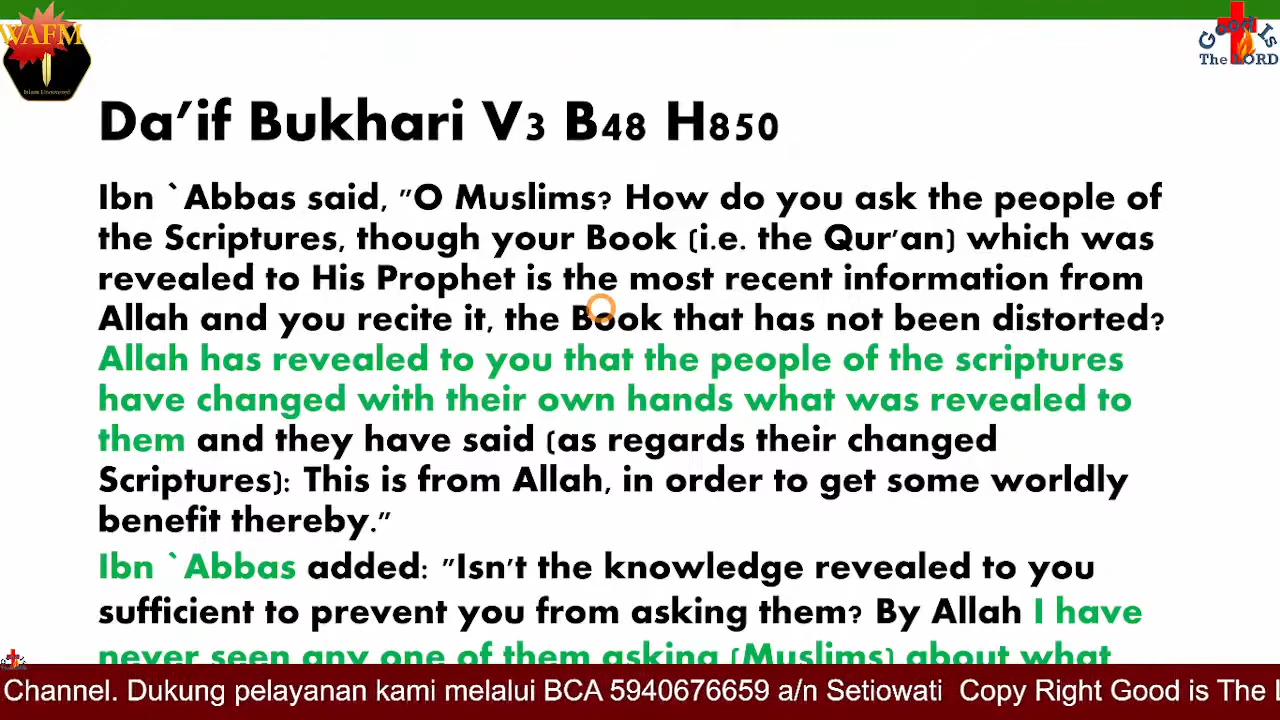 WAFM
Islam Uncovered
Good Is
The LORD
Da’if Bukhari V3 B48 H850
Ibn `Abbas said, "O Muslims? How do you ask the people of
the Scriptures, though your Book (i.e. the Qur'an) which was
revealed to His Prophet is the most recent information from
Allah and you recite it, the Book that has not been distorted?
Allah has revealed to you that the people of the scriptures
have changed with their own hands what was revealed to
them and they have said (as regards their changed
Scriptures): This is from Allah, in order to get some worldly
benefit thereby."
Ibn `Abbas added: "Isn't the knowledge revealed to you
sufficient to prevent you from asking them? By Allah I have
never seen any one of them asking (Muslims) about what
Channel. Dukung pelayanan kami melalui BCA 5940676659 a/n Setiowati Copy Right Good is The